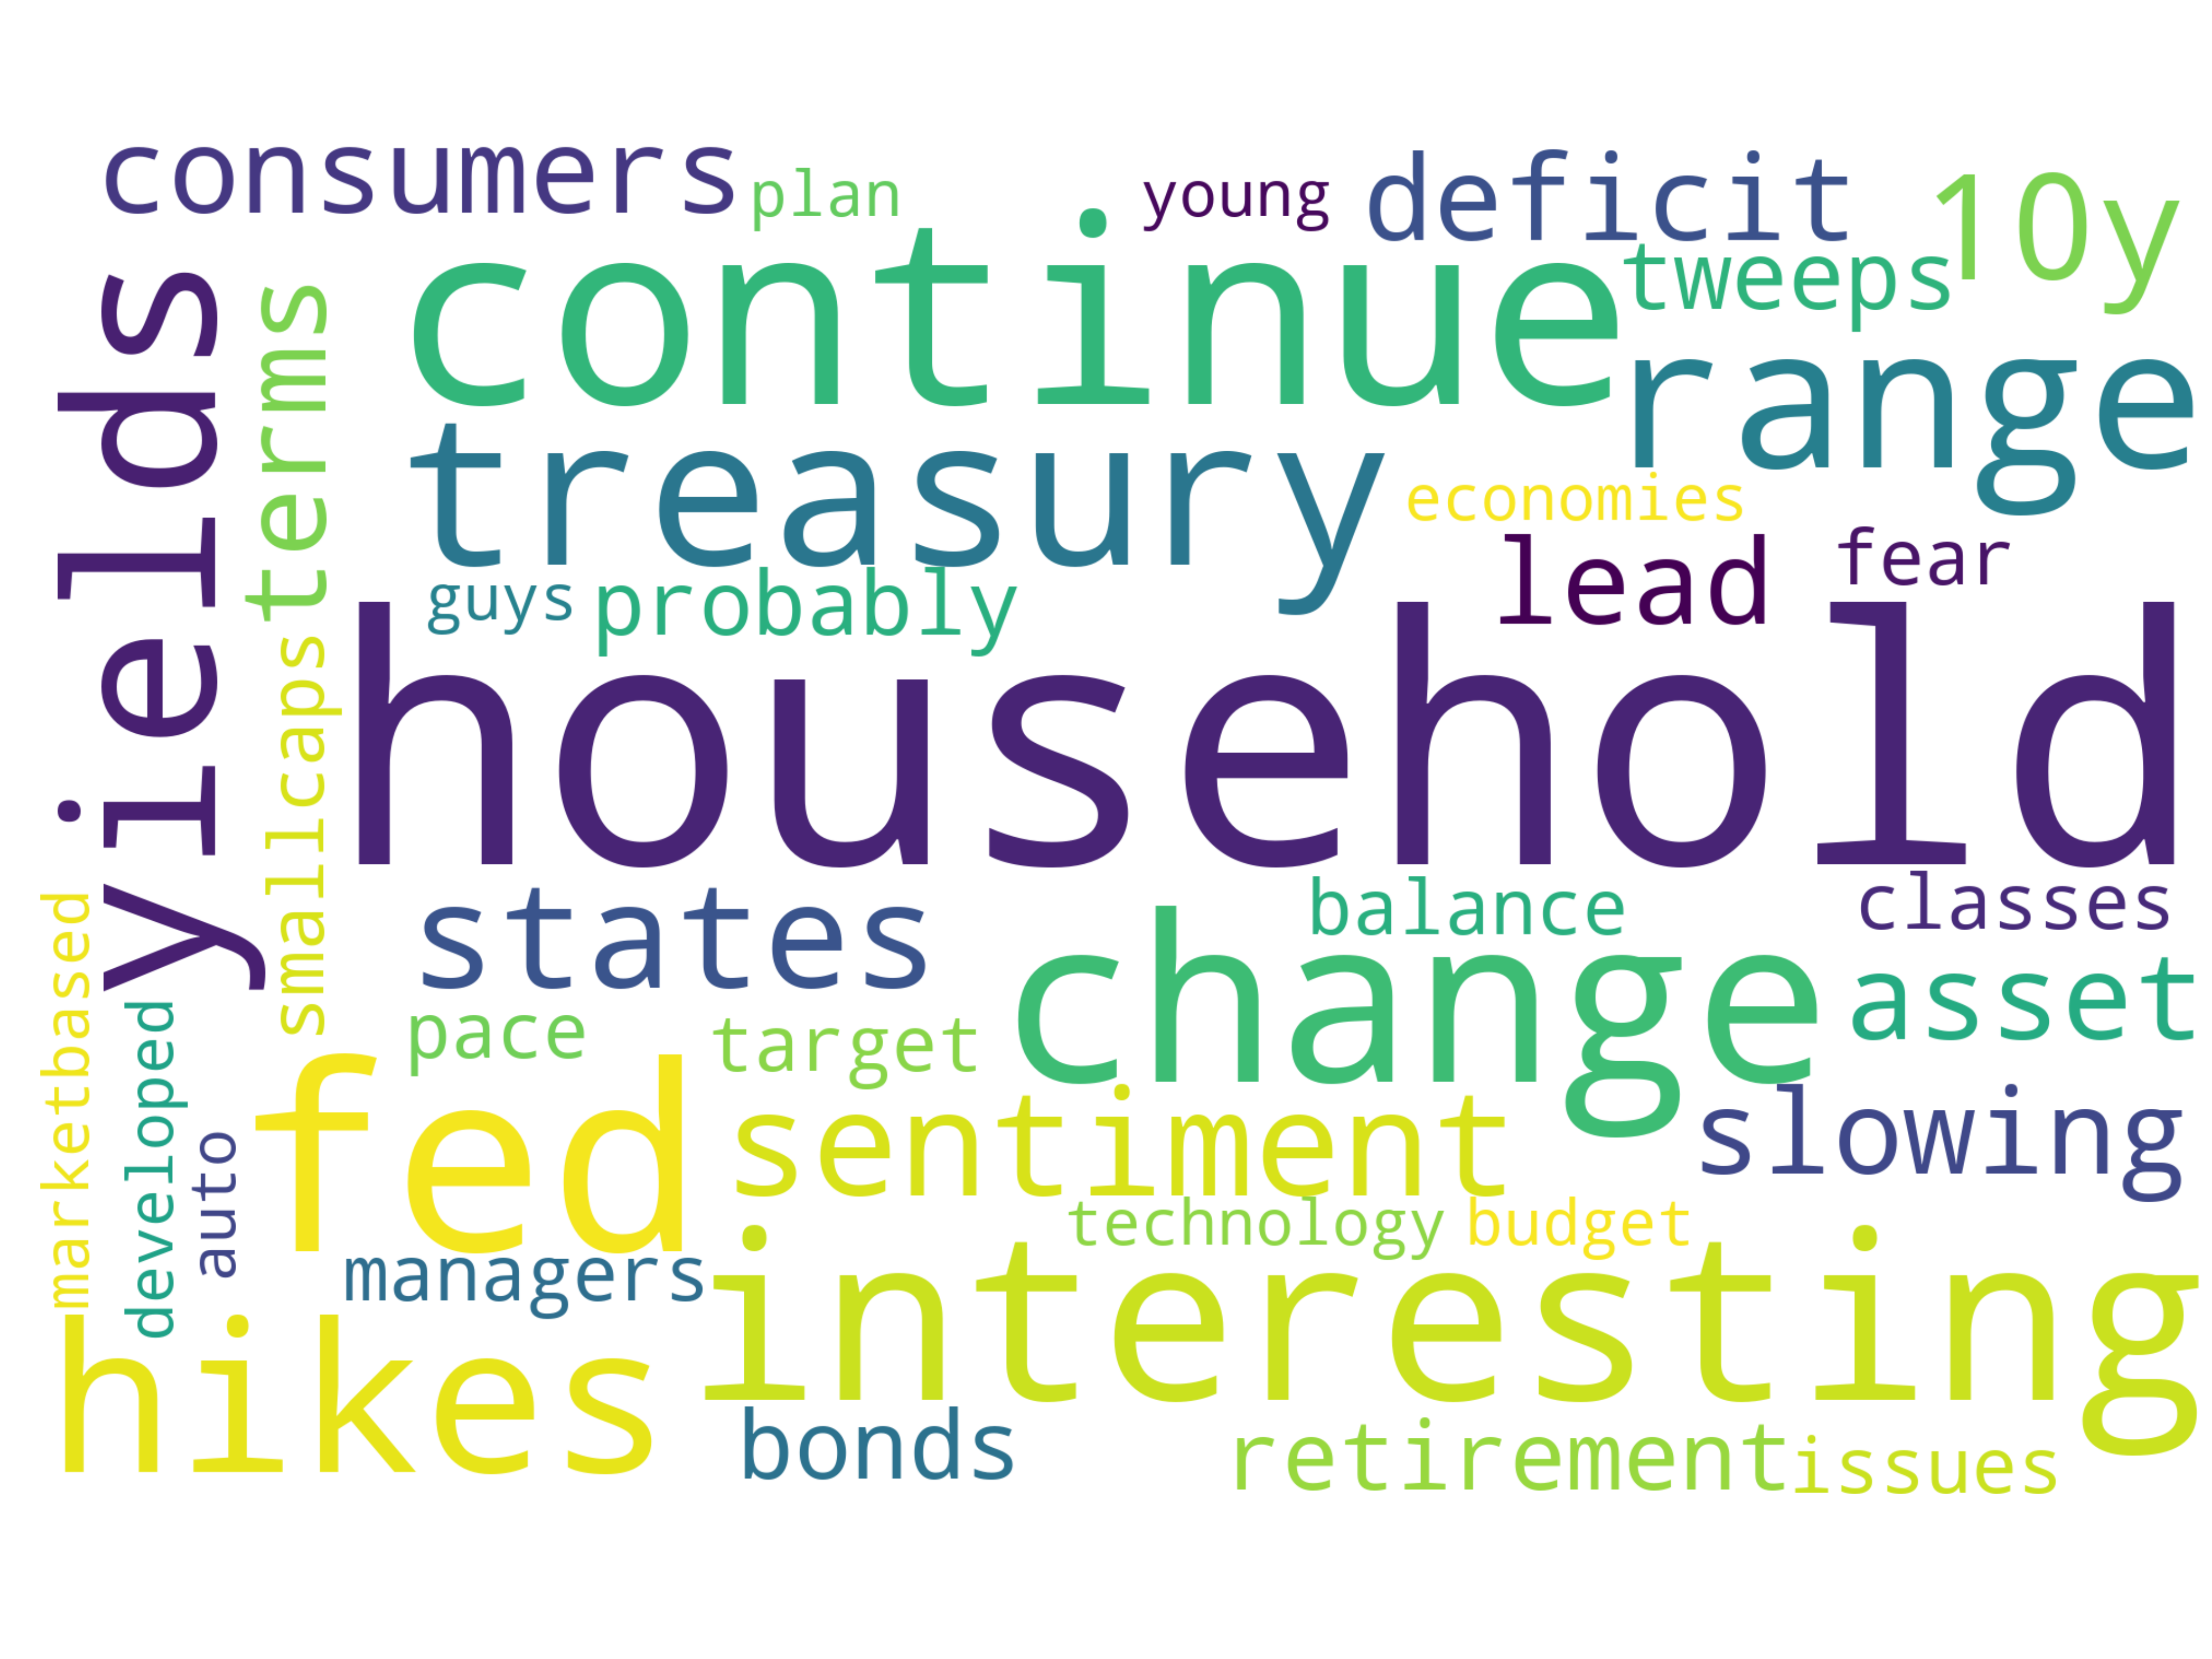 consumers
plan
young
deficit
10y
tweeps
continue
range
yields
terms
treasury
economies
lead
fear
guys
probably
household
smallcaps
states
balance
classes
change
asset
marketbased
developed
pace
target
fed
sentiment
slowing
auto
technology
budget
managers
interesting
hikes
bonds
retirement
issues